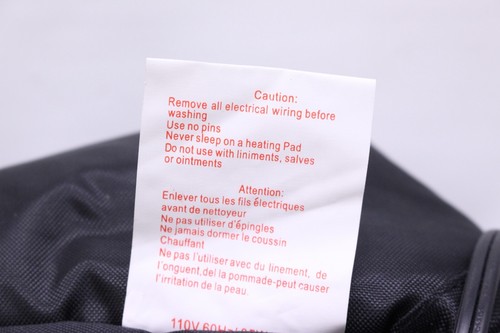 Caution:
Remove all electrical wiring before
washing
Use no pins
Never sleep on a heating Pad
Do not use with liniments, salves
or ointments
Attention:
Enlever tous les fils électriques
avant de nettoyeur
Ne pas utiliser d'épingles
Ne jamais dormer le coussin
Chauffant
Ne pas l'utiliser avec du linement, de
l'onguent,del la pommade-peut causer
l'irritation de la peau
110V 60Hz